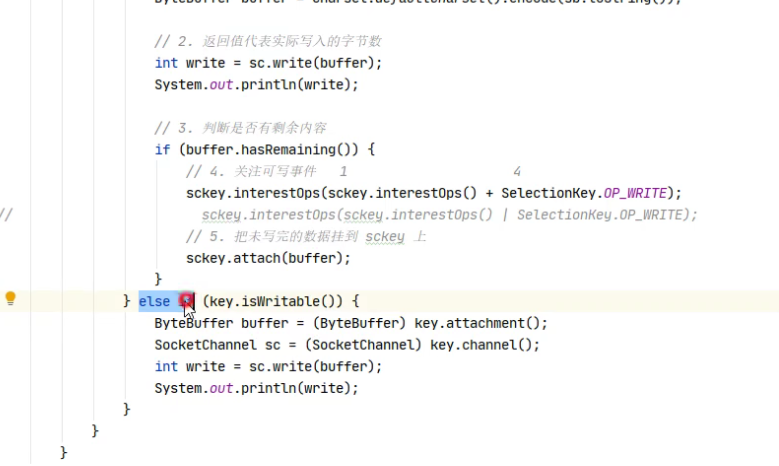 ByteBuffer buffer = Charset.defaultCharset().encode(sb.toString());
// 2. 返回值代表实际写入的字节数
int write = sc.write(buffer);
System.out.println(write);
// 3. 判断是否有剩余内容
if (buffer.hasRemaining()) {
// 4. 关注可写事件 1 4
sckey.interestOps(sckey.interestOps() + SelectionKey.OP_WRITE);
// sckey.interestOps(sckey.interestOps() | SelectionKey.OP_WRITE);
// 5. 把未写完的数据挂到 sckey 上
sckey.attach(buffer);
}
} else if (key.isWritable()) {
ByteBuffer buffer = (ByteBuffer) key.attachment();
SocketChannel sc = (SocketChannel) key.channel();
int write = sc.write(buffer);
System.out.println(write);
}
}
}